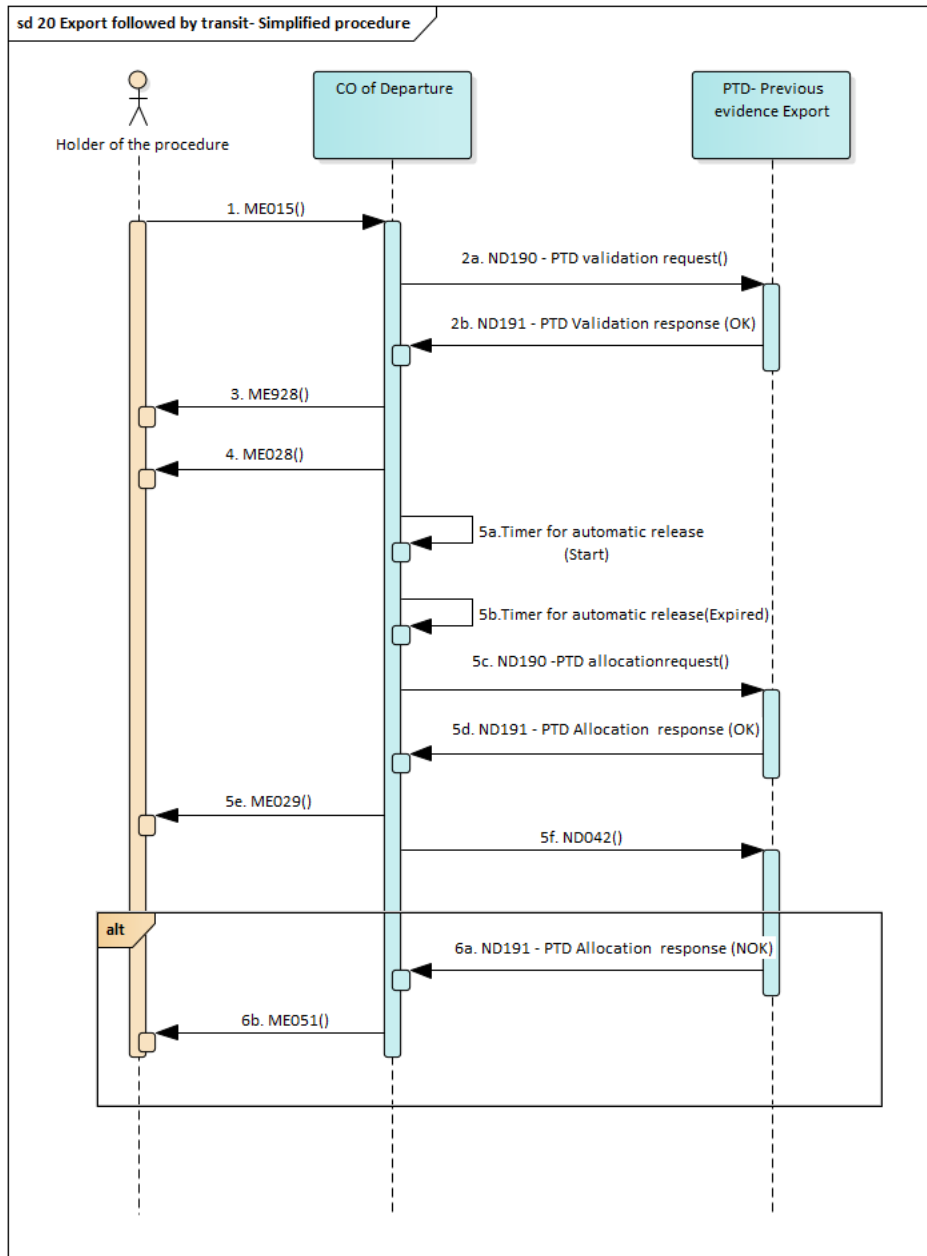 sd 20 Export followed by transit- Simplified procedure
Holder of the procedure
CO of Departure
PTD- Previous
evidence Export
1. ME015()
2a. ND190 - PTD validation request()
2b. ND191 - PTD Validation response (OK)
3. ME928()
4. ME028()
5a.Timer for automatic release
(Start)
5b.Timer for automatic release(Expired)
5c. ND190 -PTD allocationrequest()
5d. ND191 - PTD Allocation  response (OK)
5e. ME029()
5f. ND042()
alt
6a. ND191 - PTD Allocation  response (NOK)
6b. ME051()